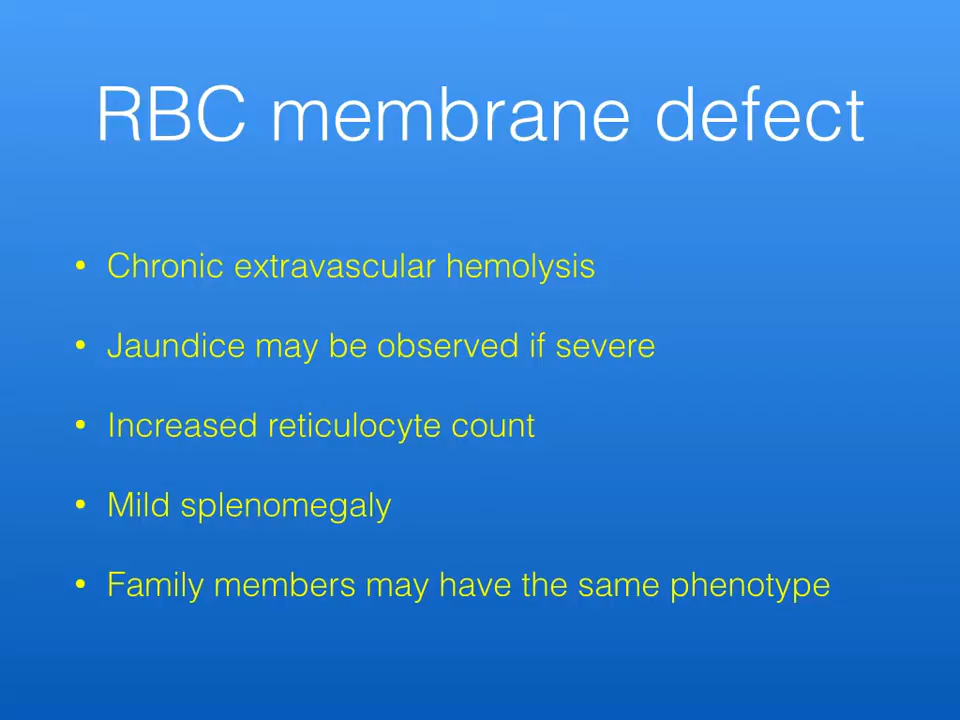 RBC membrane defect
• Chronic extravascular hemolysis
• Jaundice may be observed if severe
• Increased reticulocyte count
• Mild splenomegaly
• Family members may have the same phenotype